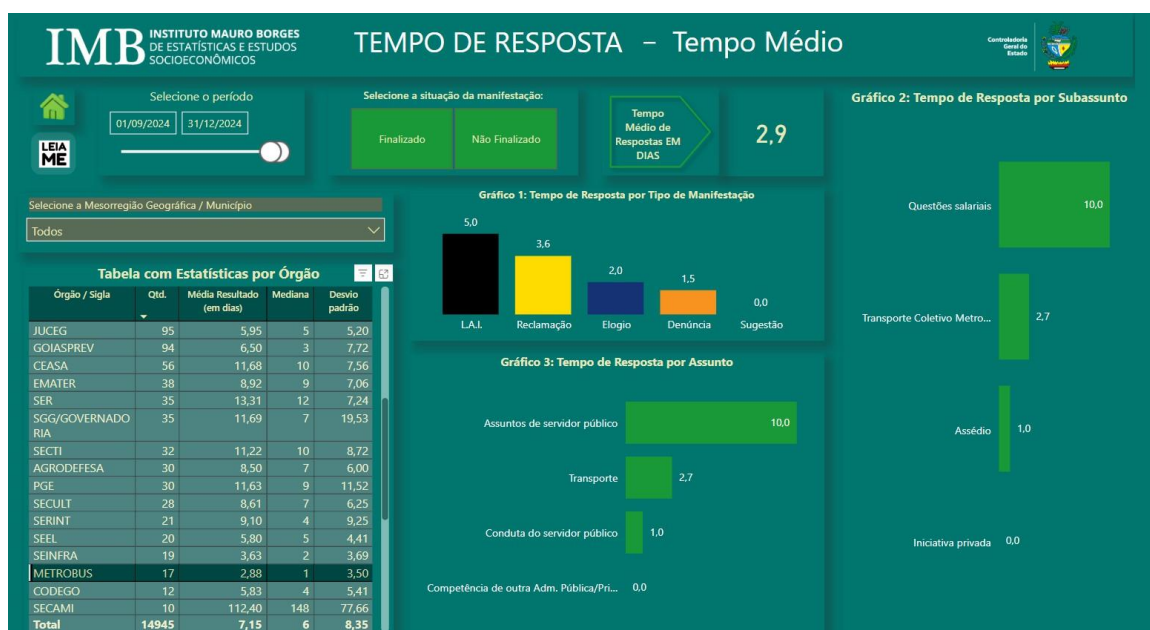 IMB
INSTITUTO MAURO BORGES
DE ESTATÍSTICAS E ESTUDOS
SOCIOECONÔMICOS
TEMPO DE RESPOSTA – Tempo Médio
Controladoria
Geral do
Estado
LEIA
ME
Selecione o período
01/09/2024 31/12/2024
Selecione a situação da manifestação:
Finalizado Não Finalizado
Tempo
Médio de
Respostas EM
DIAS
2,9
Selecione a Mesorregião Geográfica / Município
Todos
Tabela com Estatísticas por Órgão
Órgão / Sigla Qtd. Média Resultado (em dias) Mediana Desvio padrão
JUCEG 95 5,95 5 5,20
GOIASPREV 94 6,50 3 7,72
CEASA 56 11,68 10 7,56
EMATER 38 8,92 9 7,06
SER 35 13,31 12 7,24
SGG/GOVERNADO 35 11,69 7 19,53
RIA
SECTI 32 11,22 10 8,72
AGRODEFESA 30 8,50 7 6,00
PGE 30 11,63 9 11,52
SECULT 28 8,61 7 6,25
SERINT 21 9,10 4 9,25
SEEL 20 5,80 5 4,41
SEINFRA 19 3,63 2 3,69
METROBUS 17 2,88 1 3,50
CODEGO 12 5,83 4 5,41
SECAMI 10 112,40 148 77,66
Total 14945 7,15 6 8,35
Gráfico 1: Tempo de Resposta por Tipo de Manifestação
5,0
3,6
2,0
1,5
0,0
L.A.I. Reclamação Elogio Denúncia Sugestão
Gráfico 3: Tempo de Resposta por Assunto
Assuntos de servidor público 10,0
Transporte 2,7
Conduta do servidor público 1,0
Competência de outra Adm. Pública/Pri... 0,0
Gráfico 2: Tempo de Resposta por Subassunto
Questões salariais 10,0
Transporte Coletivo Metro... 2,7
Assédio 1,0
Iniciativa privada 0,0